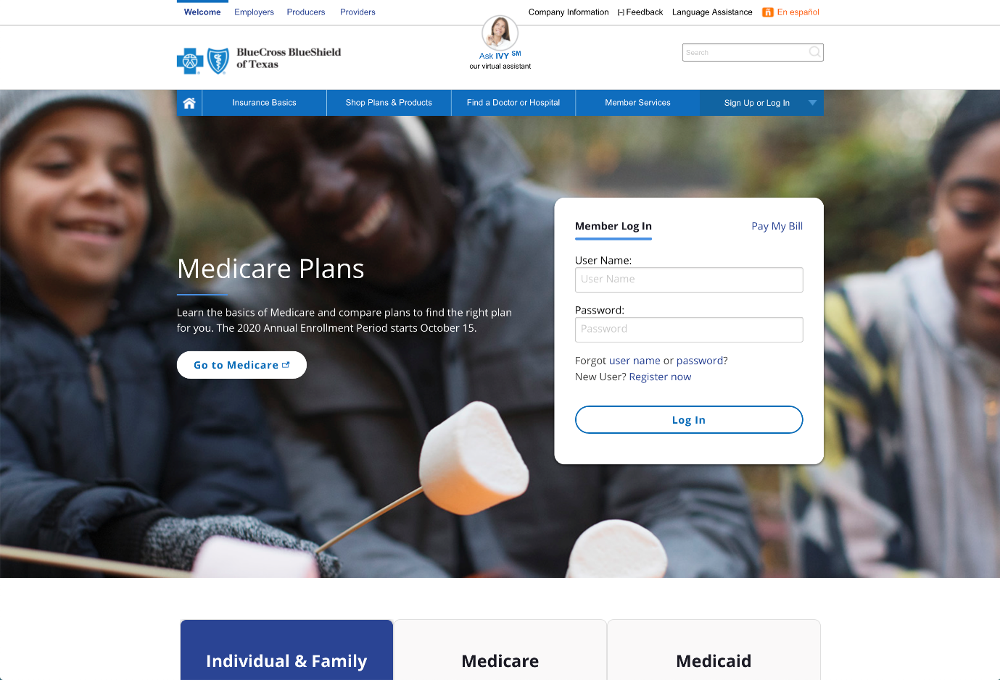 Welcome Employers Producers Providers
Company Information [-] Feedback Language Assistance ñ En español
BlueCross BlueShield
of Texas
Ask IVY SM
our virtual assistant
Search
Insurance Basics Shop Plans & Products Find a Doctor or Hospital Member Services Sign Up or Log In
Medicare Plans
Learn the basics of Medicare and compare plans to find the right plan
for you. The 2020 Annual Enrollment Period starts October 15.
Go to Medicare
Member Log In Pay My Bill
User Name:
User Name
Password:
Password
Forgot user name or password?
New User? Register now
Log In
Individual & Family Medicare Medicaid